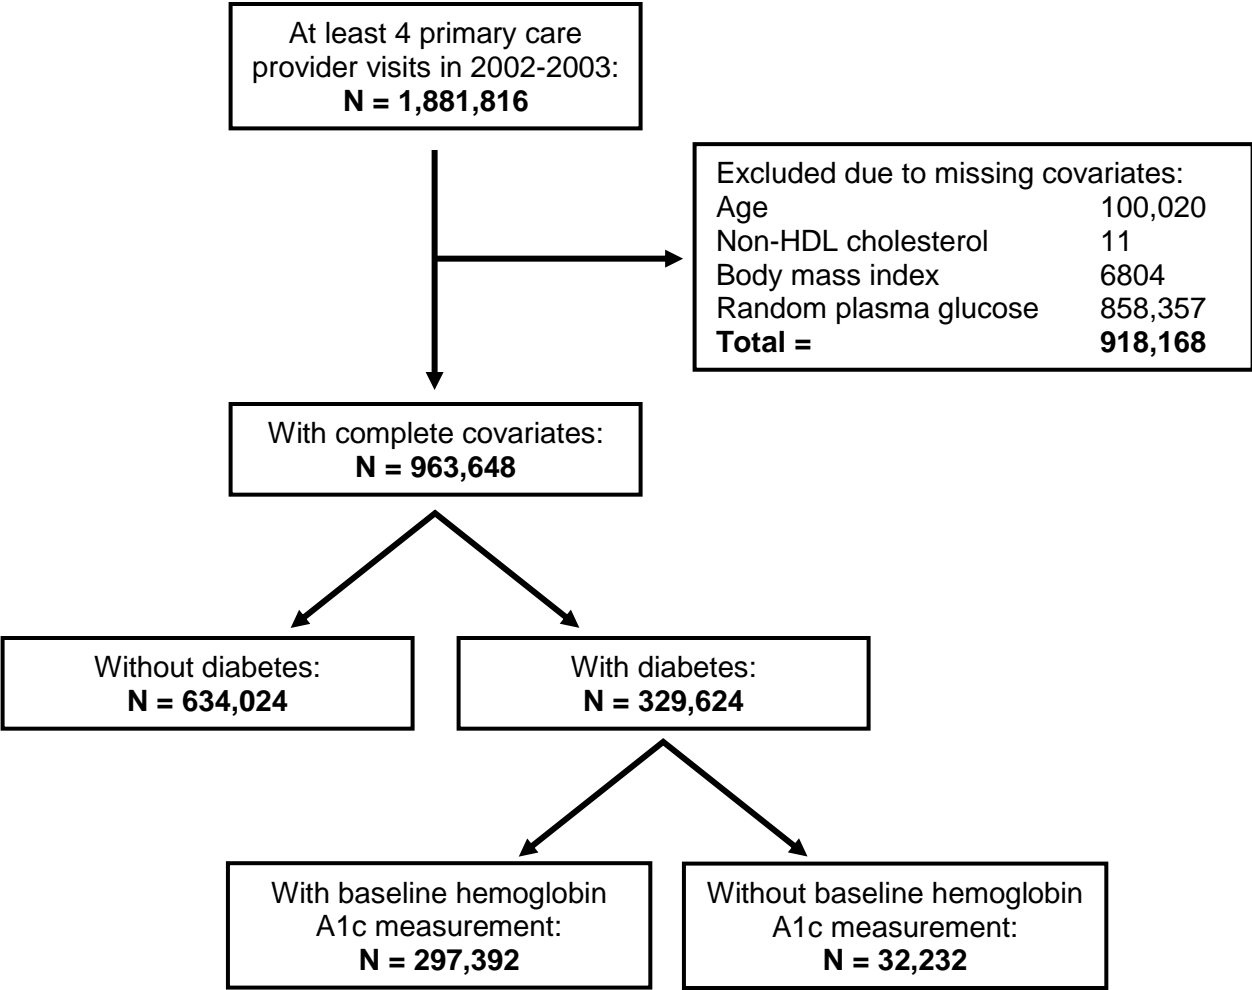 At least 4 primary care
provider visits in 2002-2003:
N = 1,881,816
Excluded due to missing covariates:
Age 100,020
Non-HDL cholesterol 11
Body mass index 6804
Random plasma glucose 858,357
Total = 918,168
With complete covariates:
N = 963,648
Without diabetes:
N = 634,024
With diabetes:
N = 329,624
With baseline hemoglobin
A1c measurement:
N = 297,392
Without baseline hemoglobin
A1c measurement:
N = 32,232